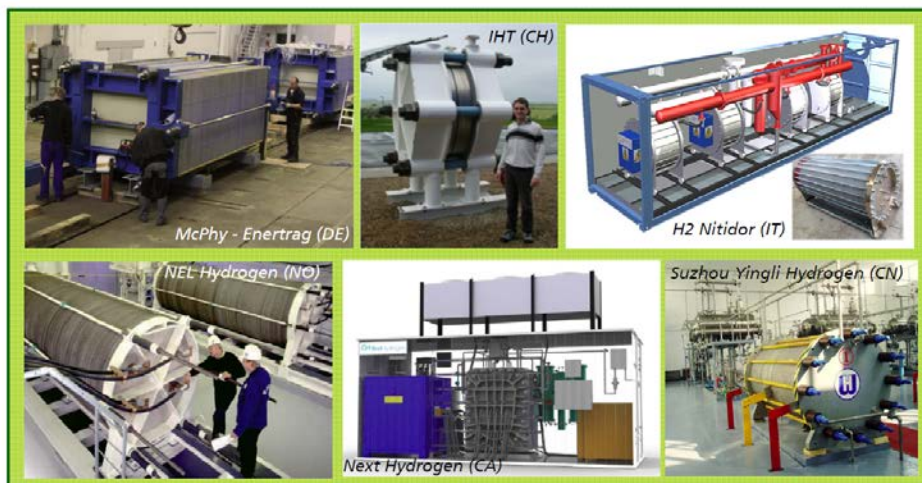 IHT (CH)
McPhy - Enertrag (DE)
H2 Nitidor (IT)
NEL Hydrogen (NO)
Suzhou Yingli Hydrogen (CN)
Next Hydrogen (CA)